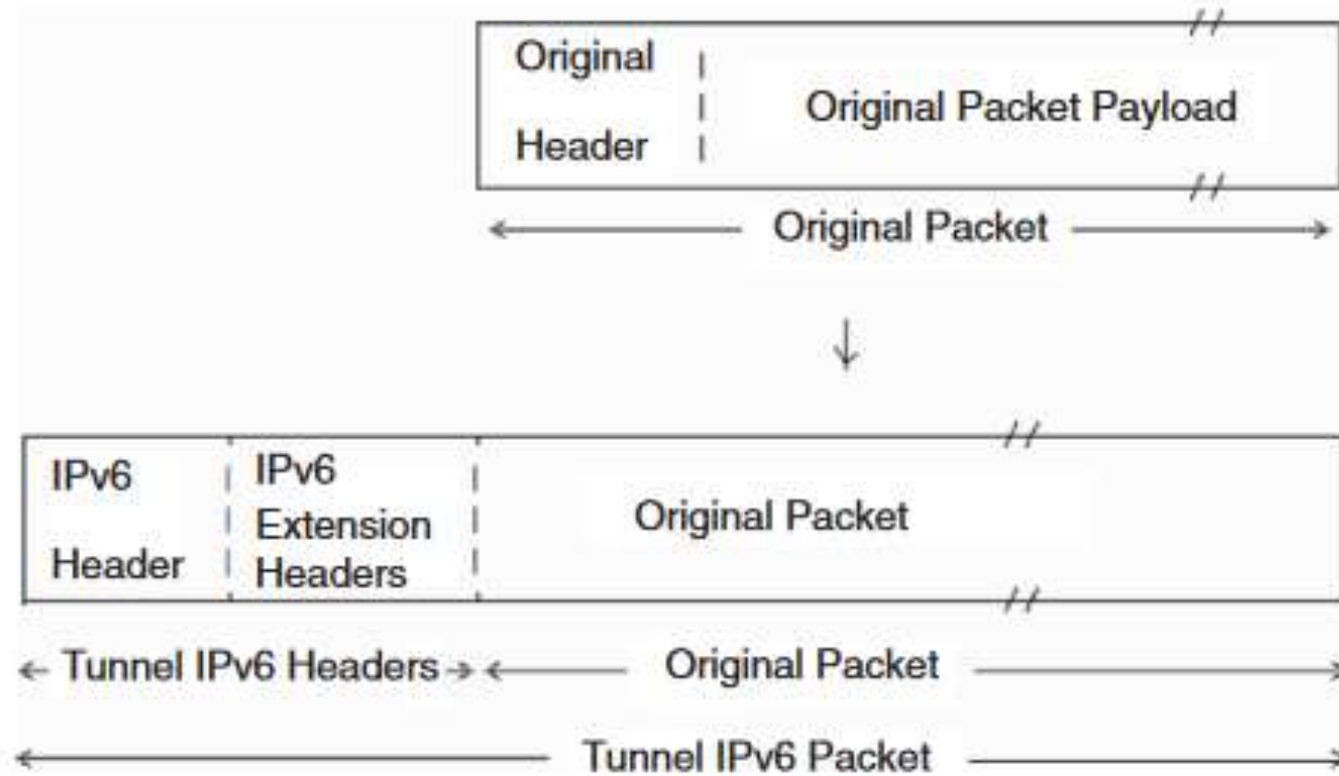 Original
Header
Original Packet Payload
Original Packet
IPv6
Header
IPv6
Extension
Headers
Original Packet
Tunnel IPv6 Headers
Original Packet
Tunnel IPv6 Packet